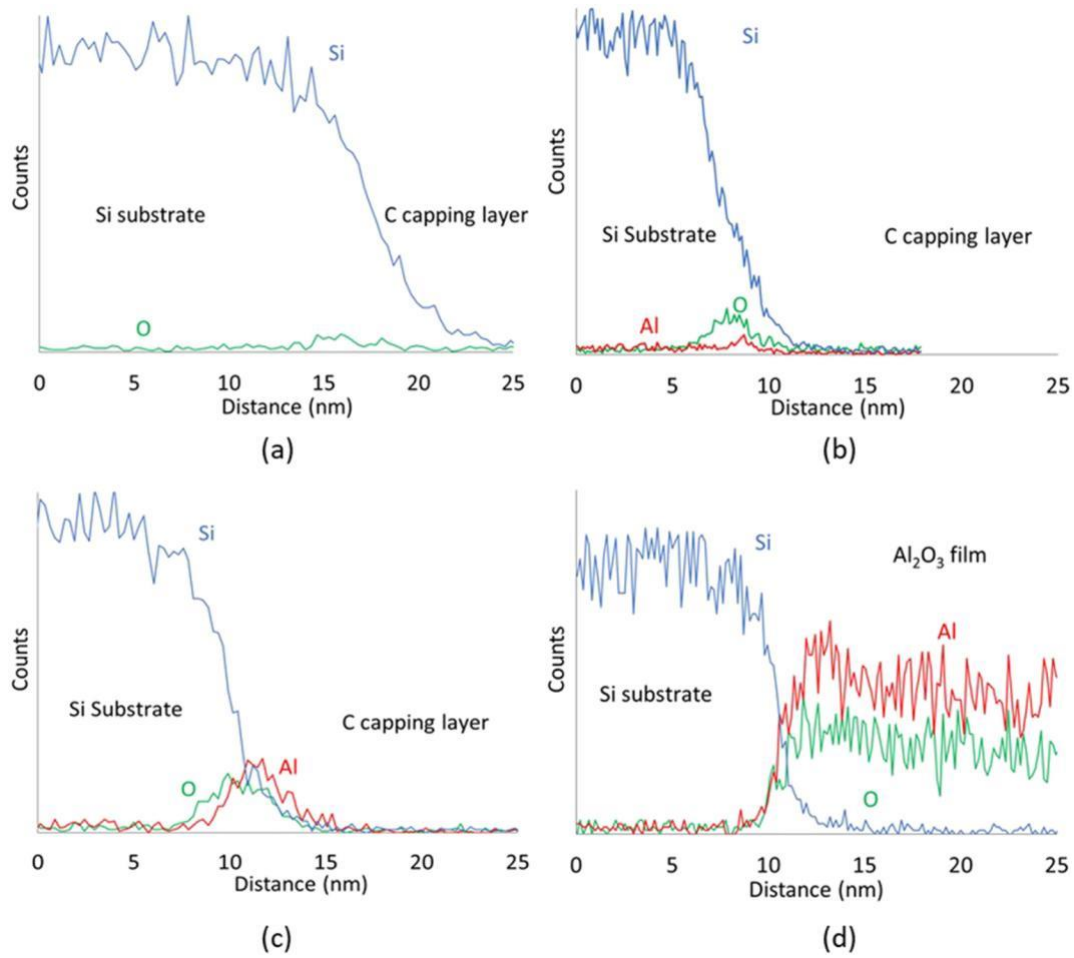 Si
Counts
Si substrate
C capping layer
O
0 5 10 15 20 25
Distance (nm)
(a)
Si
Counts
Si Substrate
C capping layer
Al
O
0 5 10 15 20 25
Distance (nm)
(b)
Si
Counts
Si Substrate
C capping layer
O
Al
0 5 10 15 20 25
Distance (nm)
(c)
Si
Al₂O₃ film
Counts
Al
Si substrate
O
0 5 10 15 20 25
Distance (nm)
(d)